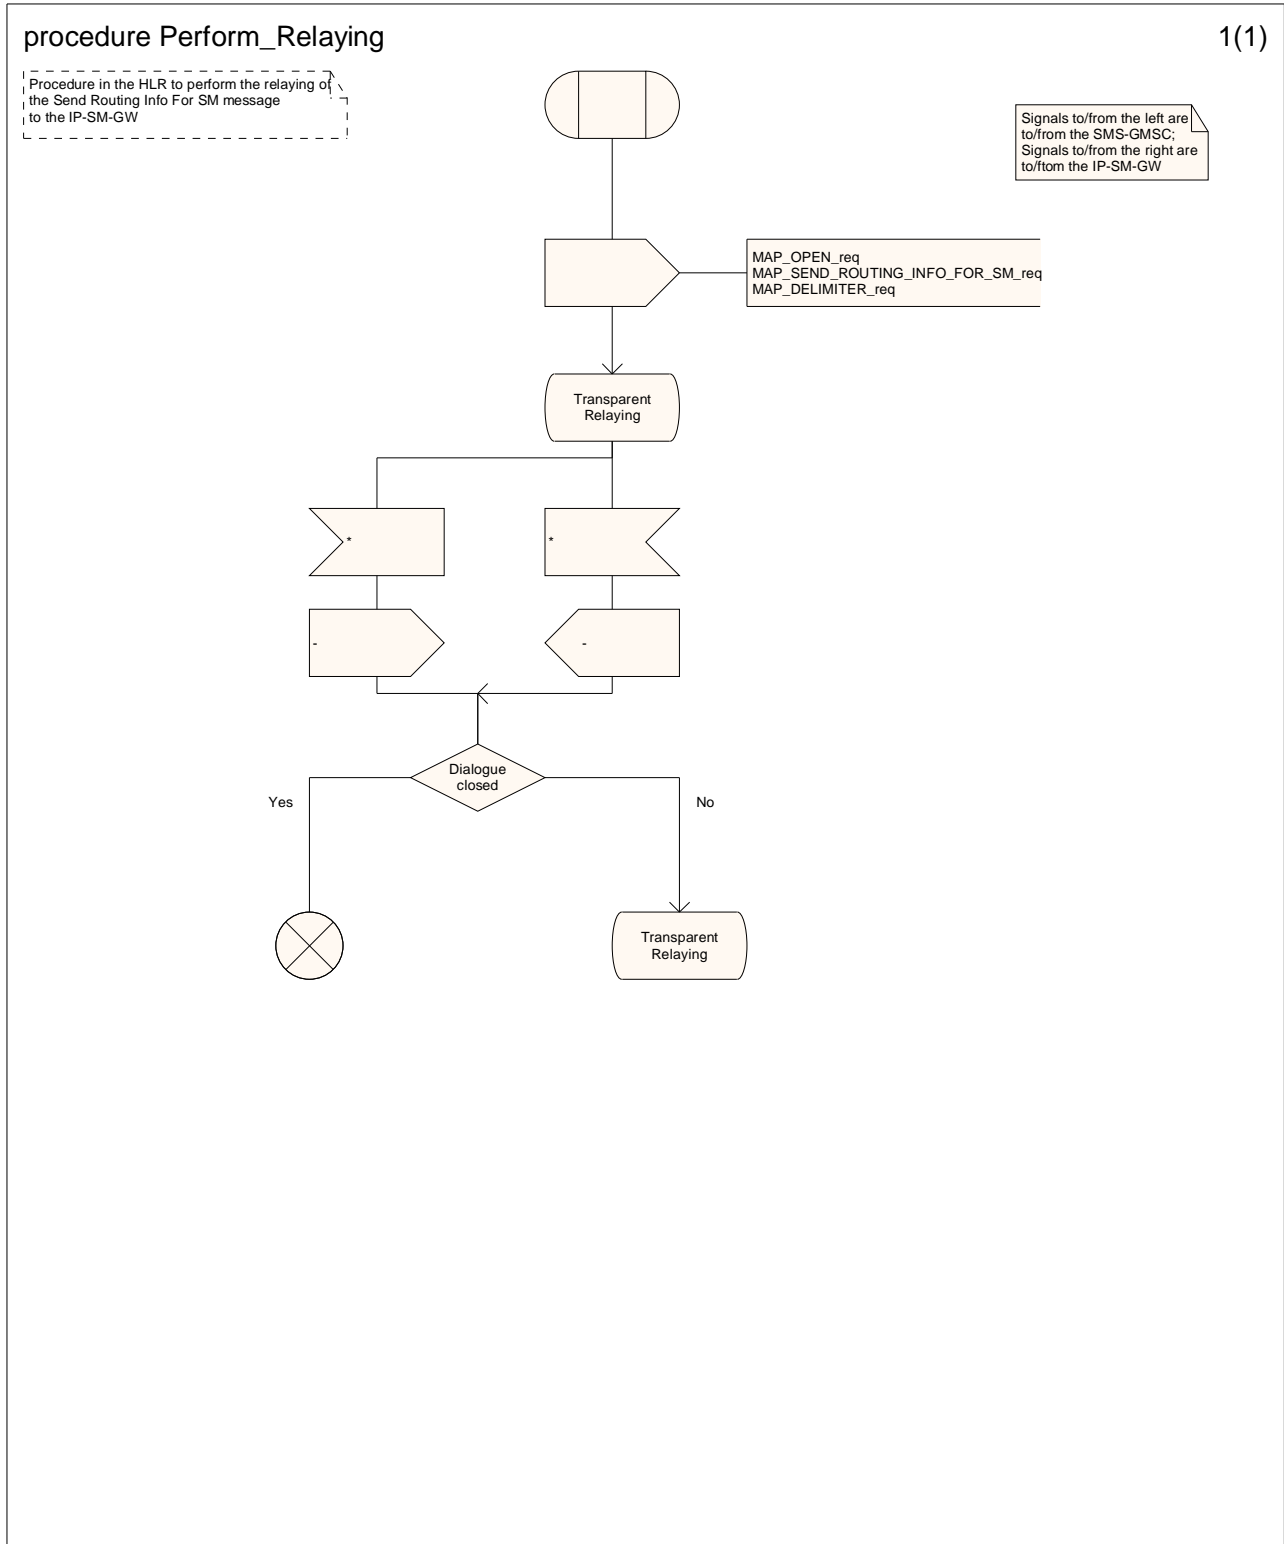 procedure Perform_Relaying
1(1)
Procedure in the HLR to perform the relaying of
the Send Routing Info For SM message
to the IP-SM-GW
Signals to/from the left are
to/from the SMS-GMSC;
Signals to/from the right are
to/ftom the IP-SM-GW
MAP_OPEN_req
MAP_SEND_ROUTING_INFO_FOR_SM_req
MAP_DELIMITER_req
Transparent
Relaying
*
*
-
-
Dialogue
closed
Yes
No
Transparent
Relaying